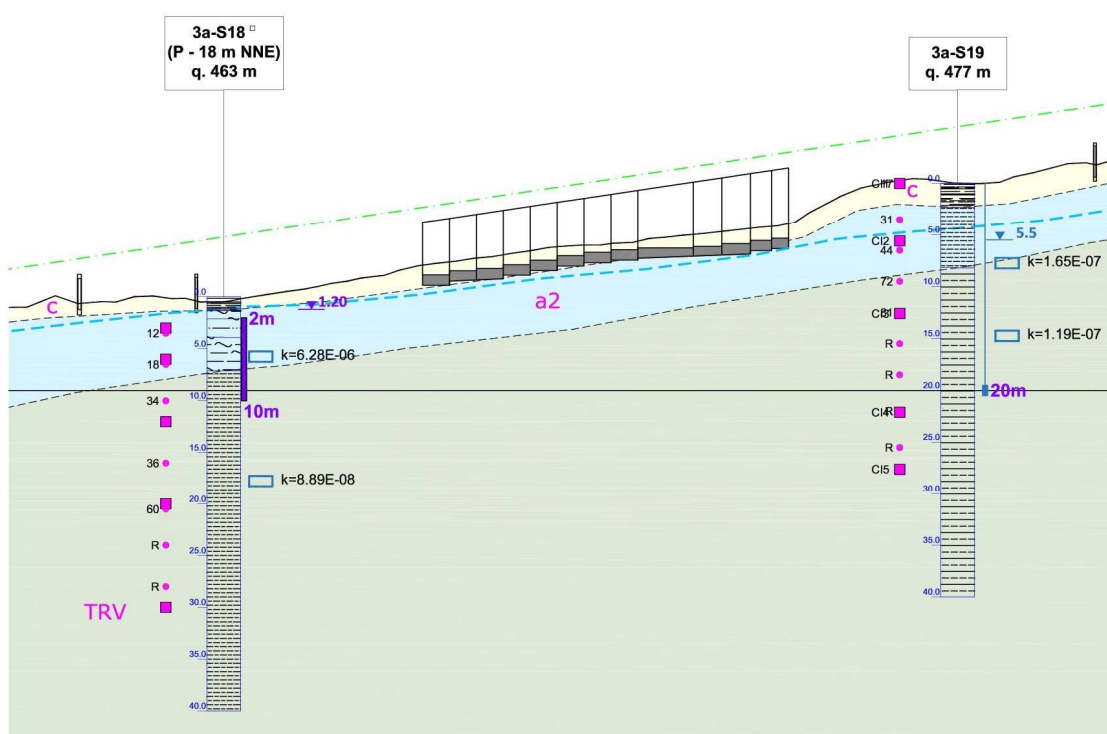 3a-S18
(P - 18 m NNE)
q. 463 m
3a-S19
q. 477 m
C
C
a2
TRV
1.20
2m
10m
k=6.28E-06
k=8.89E-08
12
18
34
36
60
R
R
5.0
10.0
15.0
20.0
25.0
30.0
35.0
40.0
31
Cl2
44
72
R
R
R
Cl5
0.0
5.0
10.0
15.0
20.0
25.0
30.0
35.0
40.0
5.5
k=1.65E-07
k=1.19E-07
20m